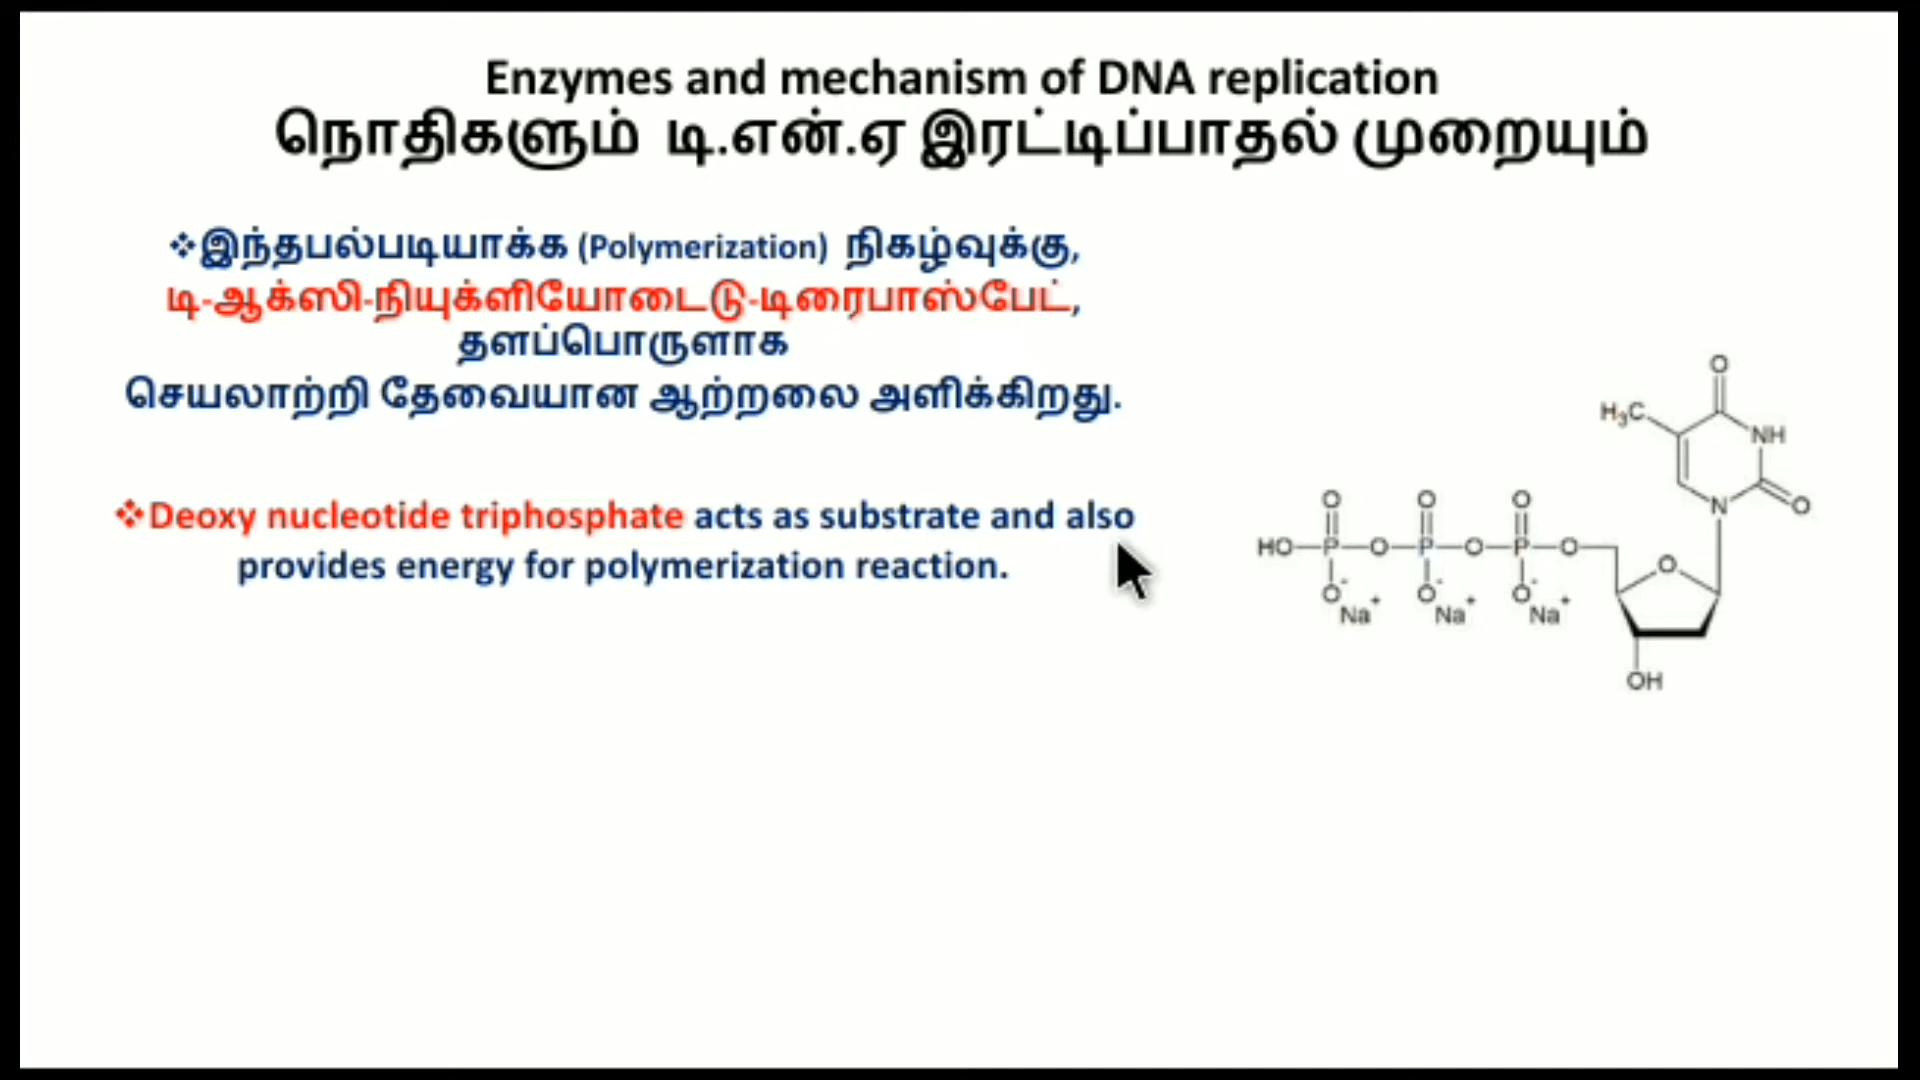 Enzymes and mechanism of DNA replication
நொதிகளும் டி.என்.ஏ இரட்டிப்பாதல் முறையும்
❖இந்தபல்படியாக்க (Polymerization) நிகழ்வுக்கு,
டி-ஆக்ஸி-நியுக்ளியோடைடு-டிரைபாஸ்பேட்,
தளப்பொருளாக
செயலாற்றி தேவையான ஆற்றலை அளிக்கிறது.
❖Deoxy nucleotide triphosphate acts as substrate and also
provides energy for polymerization reaction.
O
H₃C
NH
N O
O O O
HO P O P O P O O
O⁻ O⁻ O⁻
Na⁺ Na⁺ Na⁺
OH